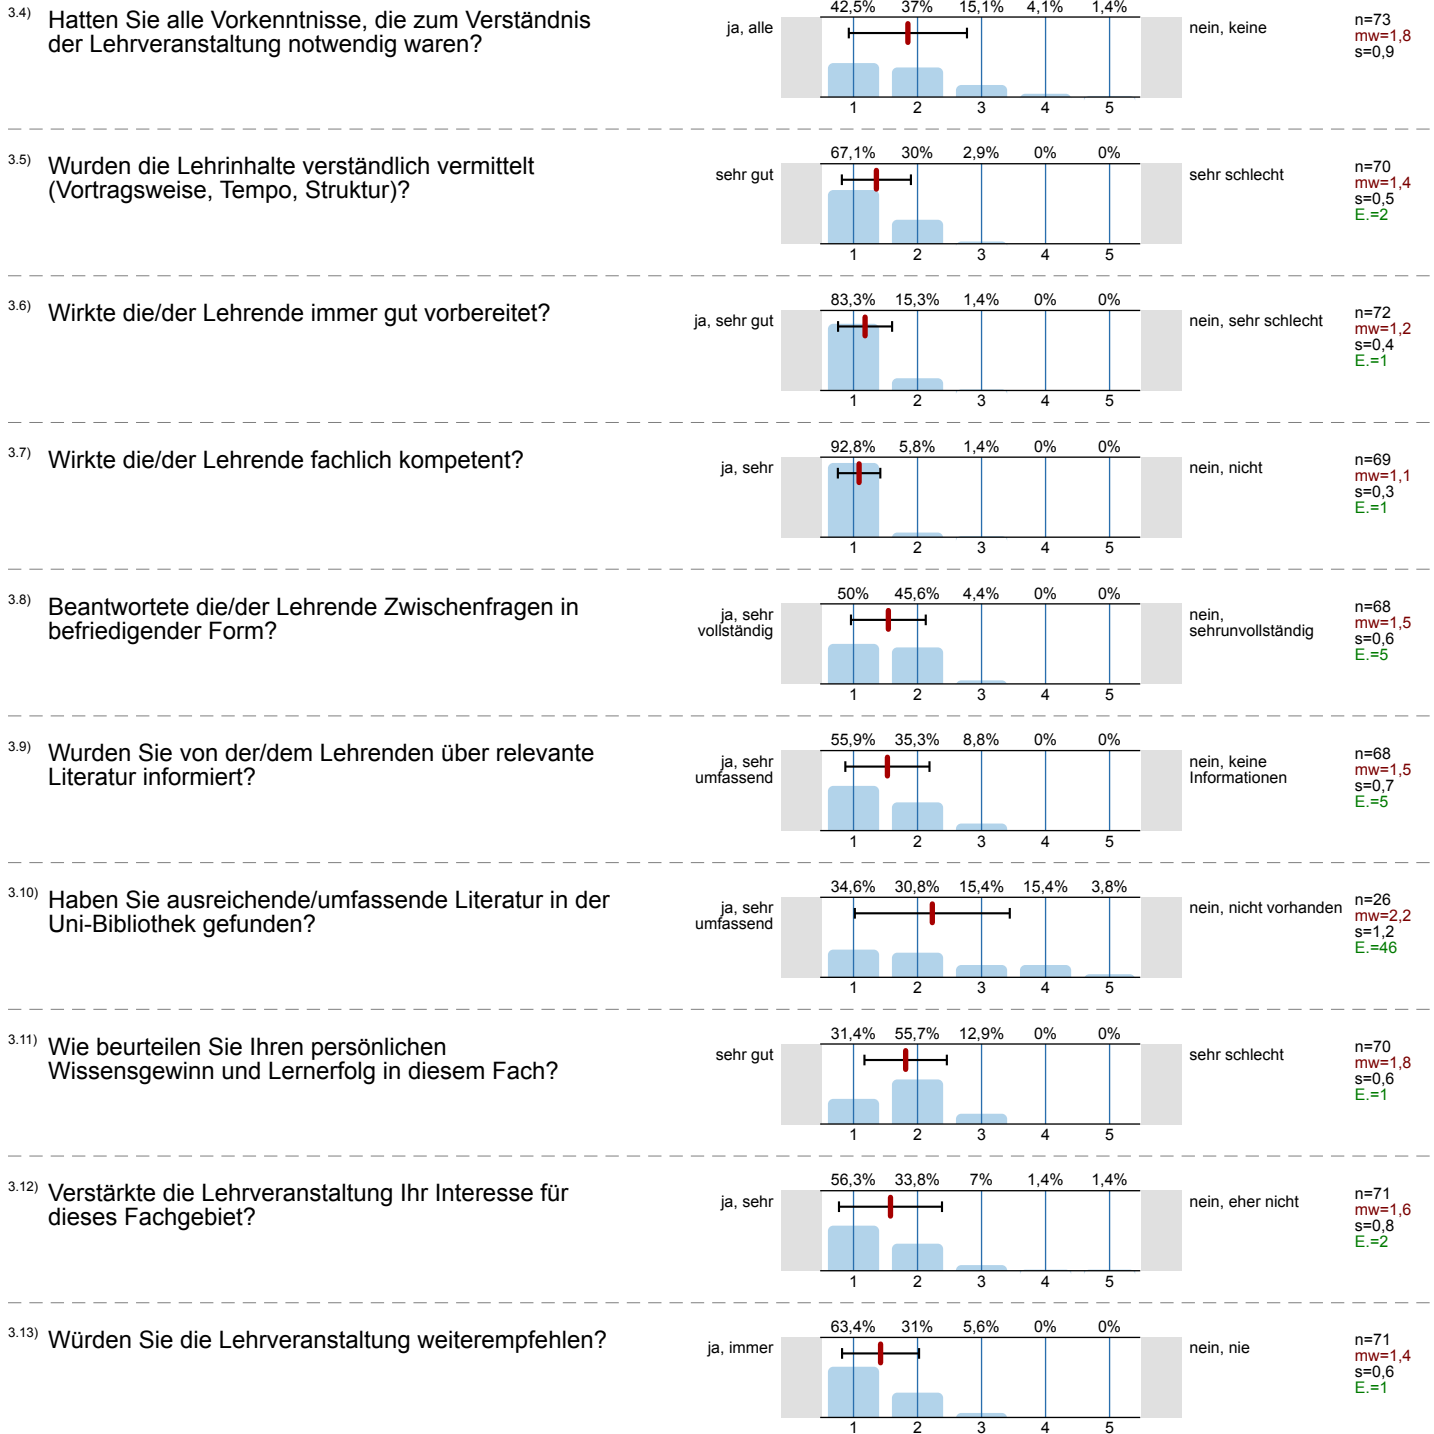 3.4) Hatten Sie alle Vorkenntnisse, die zum Verständnis
der Lehrveranstaltung notwendig waren?
42,5% 37% 15,1% 4,1% 1,4%
ja, alle
nein, keine
1 2 3 4 5
n=73
mw=1,8
s=0,9
3.5) Wurden die Lehrinhalte verständlich vermittelt
(Vortragsweise, Tempo, Struktur)?
67,1% 30% 2,9% 0% 0%
sehr gut
sehr schlecht
1 2 3 4 5
n=70
mw=1,4
s=0,5
E.=2
3.6) Wirkte die/der Lehrende immer gut vorbereitet?
83,3% 15,3% 1,4% 0% 0%
ja, sehr gut
nein, sehr schlecht
1 2 3 4 5
n=72
mw=1,2
s=0,4
E.=1
3.7) Wirkte die/der Lehrende fachlich kompetent?
92,8% 5,8% 1,4% 0% 0%
ja, sehr
nein, nicht
1 2 3 4 5
n=69
mw=1,1
s=0,3
E.=1
3.8) Beantwortete die/der Lehrende Zwischenfragen in
befriedigender Form?
50% 45,6% 4,4% 0% 0%
ja, sehr
vollständig
nein,
sehrunvollständig
1 2 3 4 5
n=68
mw=1,5
s=0,6
E.=5
3.9) Wurden Sie von der/dem Lehrenden über relevante
Literatur informiert?
55,9% 35,3% 8,8% 0% 0%
ja, sehr
umfassend
nein, keine
Informationen
1 2 3 4 5
n=68
mw=1,5
s=0,7
E.=5
3.10) Haben Sie ausreichende/umfassende Literatur in der
Uni-Bibliothek gefunden?
34,6% 30,8% 15,4% 15,4% 3,8%
ja, sehr
umfassend
nein, nicht vorhanden
1 2 3 4 5
n=26
mw=2,2
s=1,2
E.=46
3.11) Wie beurteilen Sie Ihren persönlichen
Wissensgewinn und Lernerfolg in diesem Fach?
31,4% 55,7% 12,9% 0% 0%
sehr gut
sehr schlecht
1 2 3 4 5
n=70
mw=1,8
s=0,6
E.=1
3.12) Verstärkte die Lehrveranstaltung Ihr Interesse für
dieses Fachgebiet?
56,3% 33,8% 7% 1,4% 1,4%
ja, sehr
nein, eher nicht
1 2 3 4 5
n=71
mw=1,6
s=0,8
E.=2
3.13) Würden Sie die Lehrveranstaltung weiterempfehlen?
63,4% 31% 5,6% 0% 0%
ja, immer
nein, nie
1 2 3 4 5
n=71
mw=1,4
s=0,6
E.=1